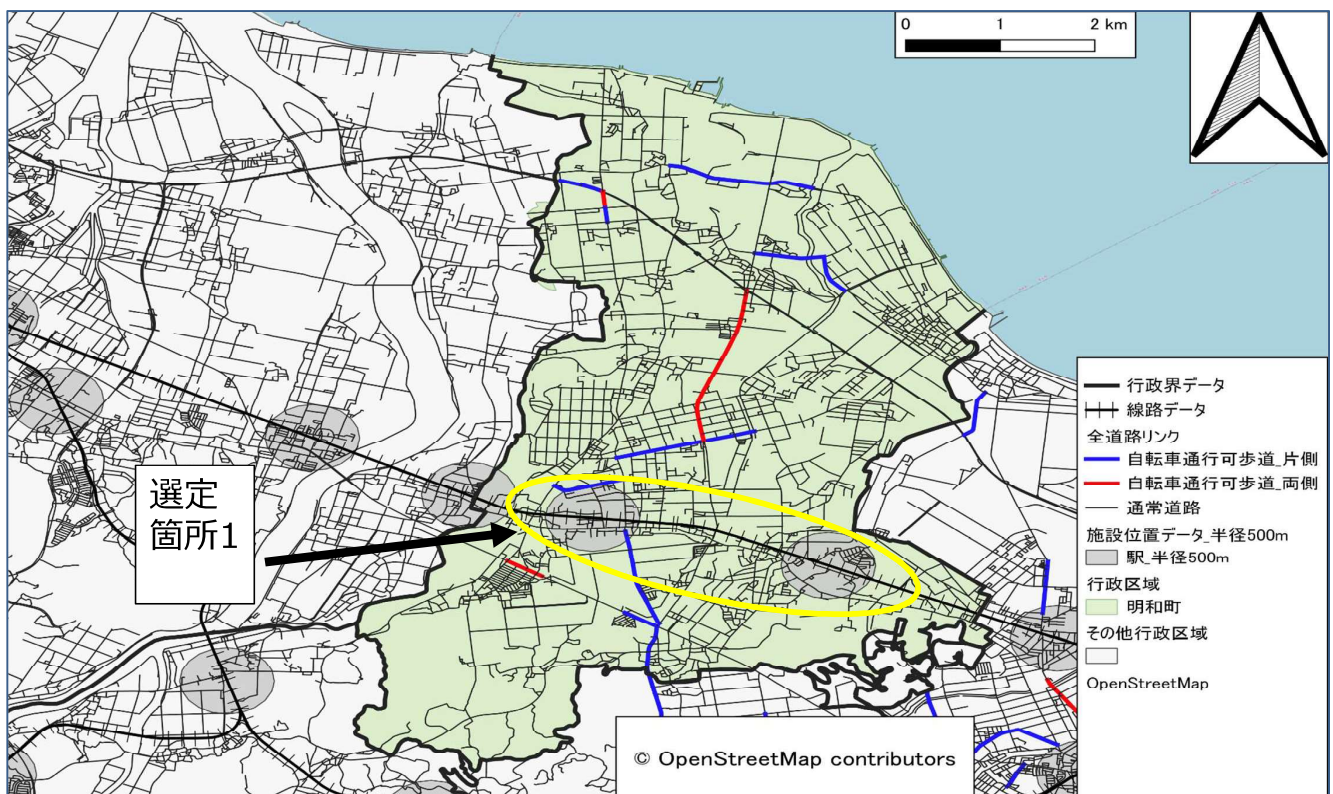 0 1 2 km
選定
箇所1
行政界データ
線路データ
全道路リンク
自転車通行可歩道_片側
自転車通行可歩道_両側
通常道路
施設位置データ_半径500m
駅_半径500m
行政区域
明和町
その他行政区域
OpenStreetMap
© OpenStreetMap contributors